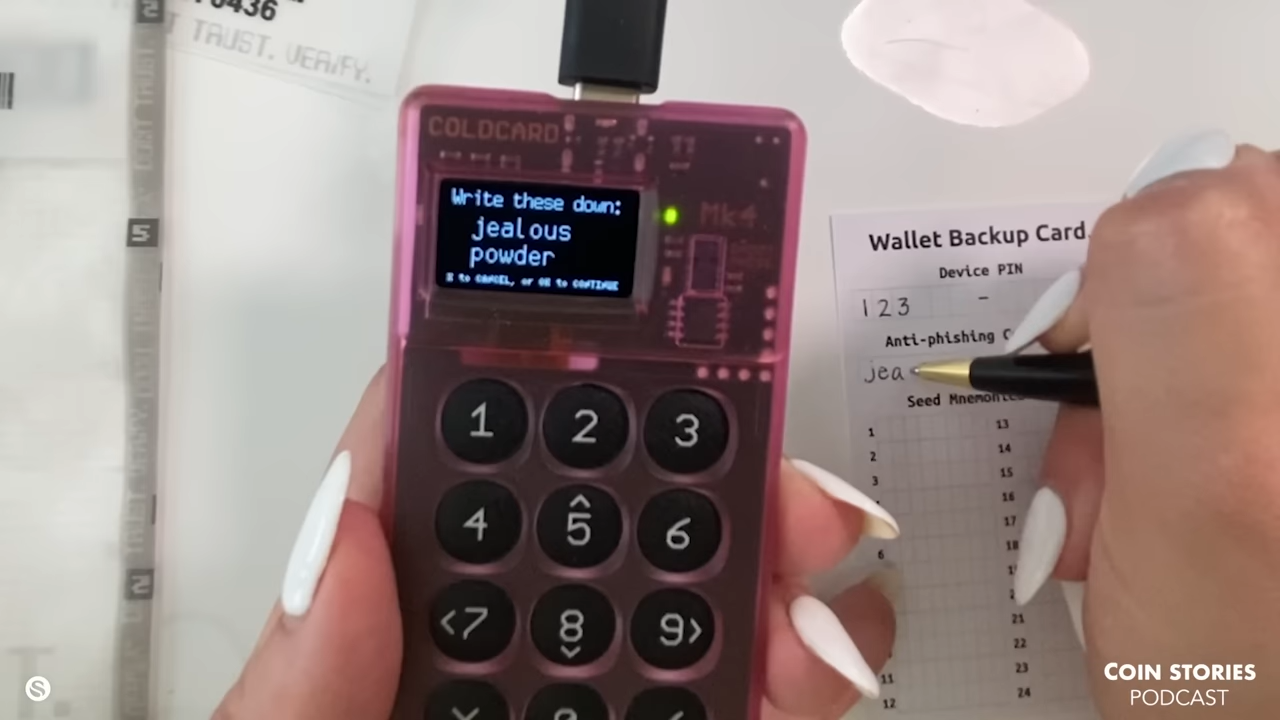 0436
T TRUST. VERIFY.
COLDCARD
Mk4
Write these down:
jealous
powder
X to CANCEL, or OK to CONTINUE
1 2 3
4 5 6
<7 8 9>
Wallet Backup Card
Device PIN
123 -
Anti-phishing C
Jea
Seed Mnemonic
1 13
2 14
3 15
16
17
6 18
21
22
11 23
12 24
5
2
COIN STORIES
PODCAST